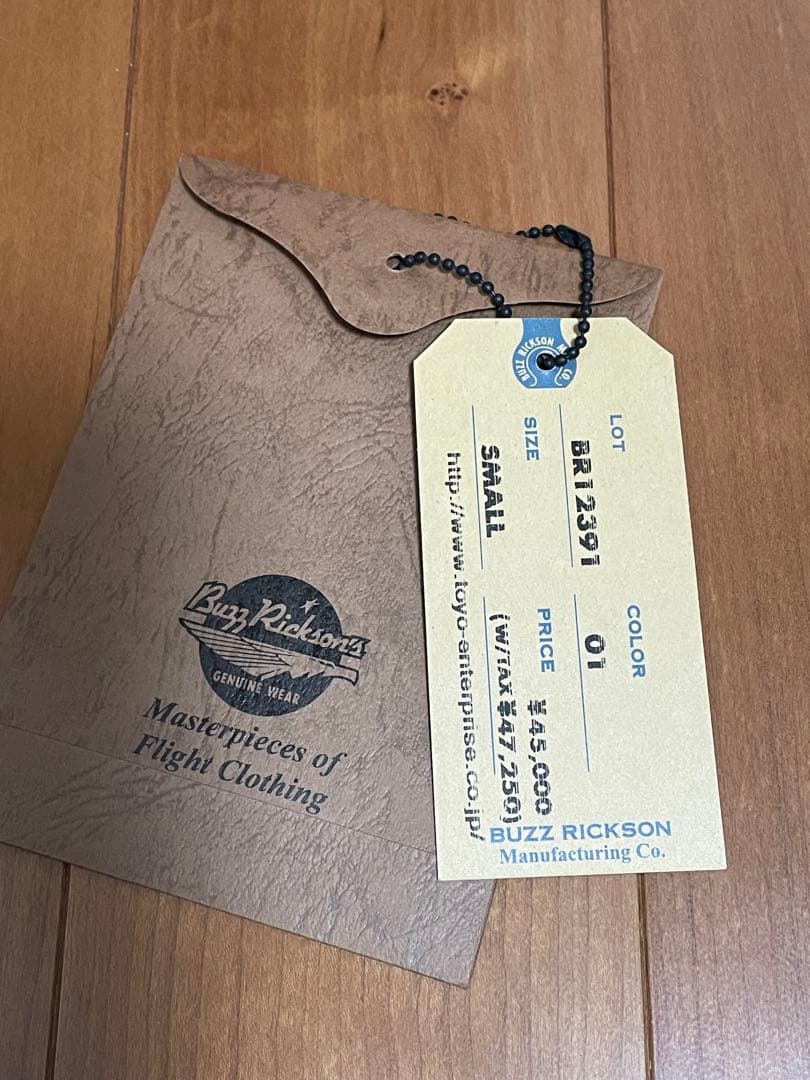 Buzz Rickson's
GENUINE WEAR
Masterpieces of
Flight Clothing
BUZZ RICKSON MFG. CO.
LOT
BR12391
COLOR
01
SIZE
SMALL
PRICE
¥45,000
(W/TAX¥47,250)
http://www.toyo-enterprise.co.jp/
BUZZ RICKSON
Manufacturing Co.